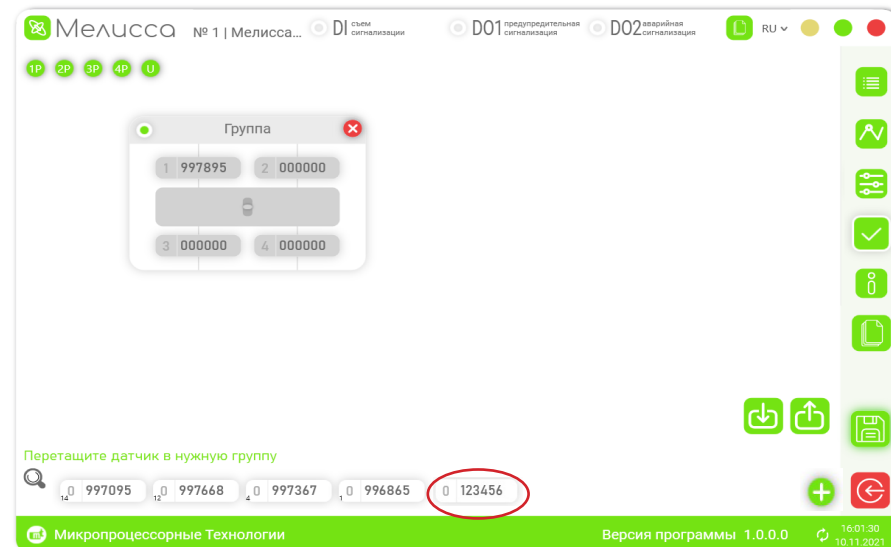 Мелисса № 1 | Мелисса... DI съем сигнализации DO1 предупредительная сигнализация DO2 аварийная сигнализация RU
1P 2P 3P 4P U
Группа
1 997895 2 000000
3 000000 4 000000
Перетащите датчик в нужную группу
14 0 997095 12 0 997668 4 0 997367 1 0 996865 0 123456
Микропроцессорные Технологии Версия программы 1.0.0.0 16:01:30
10.11.2021